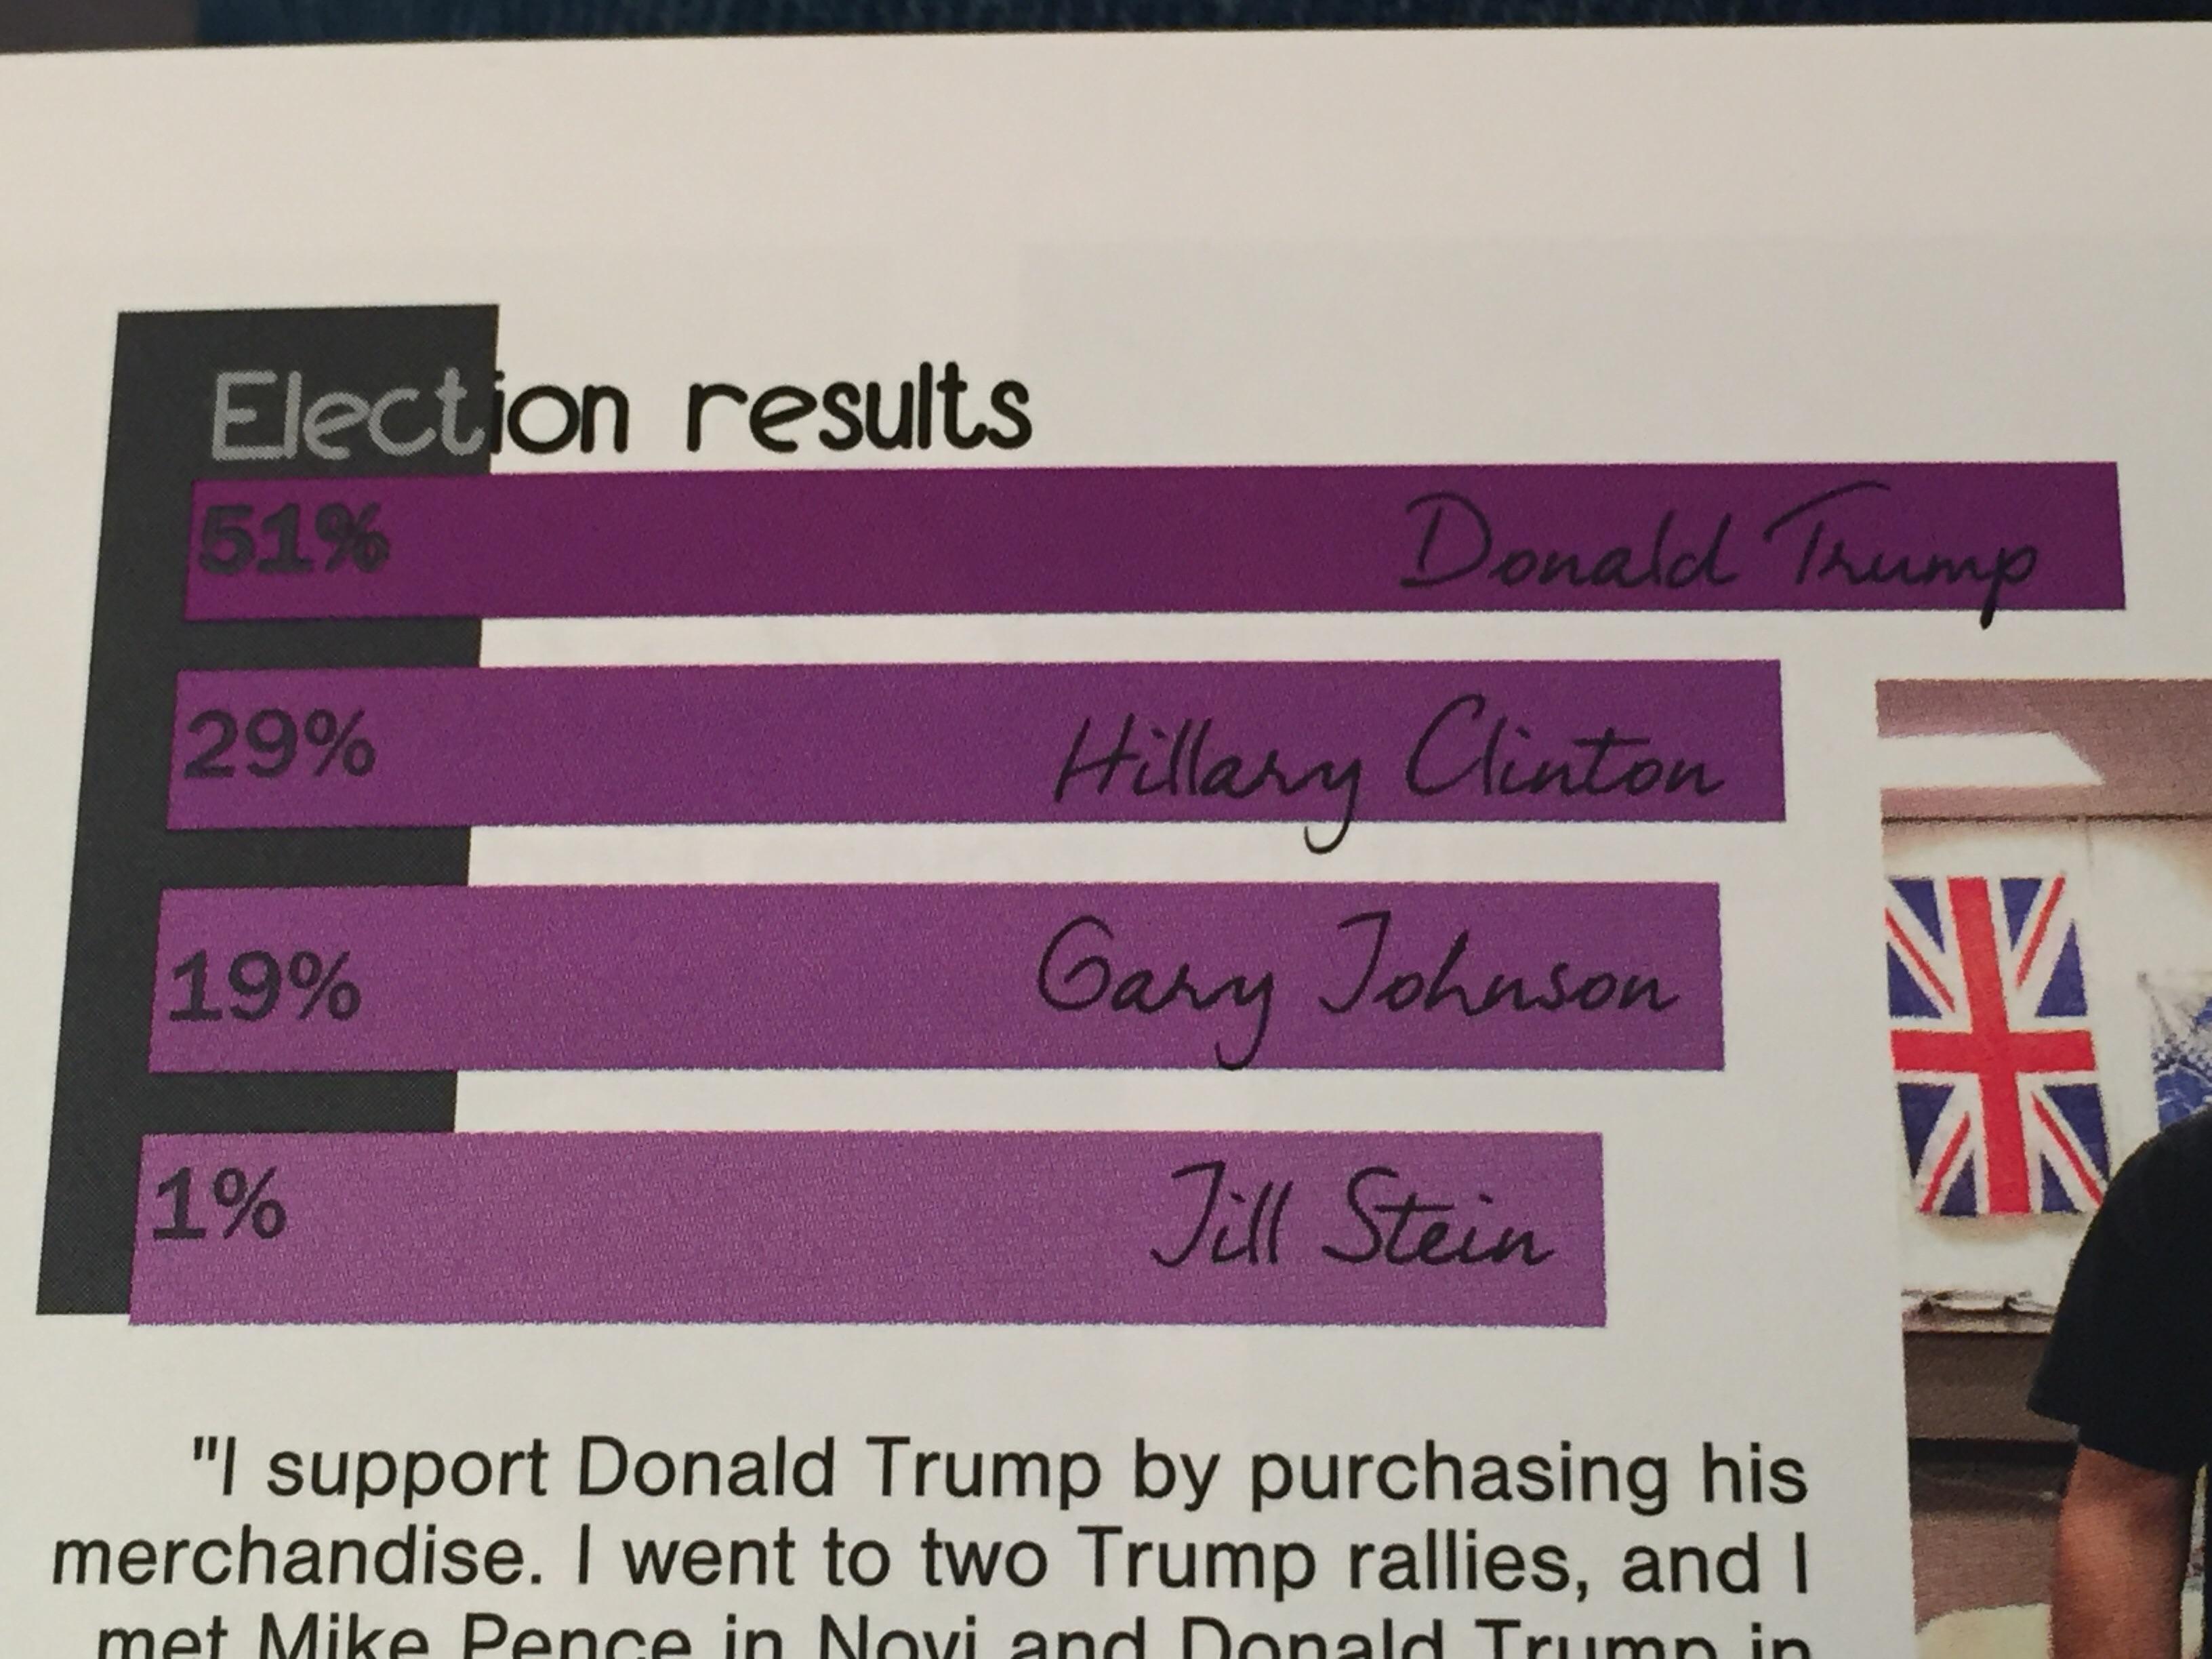 Election results
51% Donald Trump
29% Hillary Clinton
19% Gary Johnson
1% Jill Stein
"I support Donald Trump by purchasing his
merchandise. I went to two Trump rallies, and I
met Mike Pence in Novi and Donald Trump in